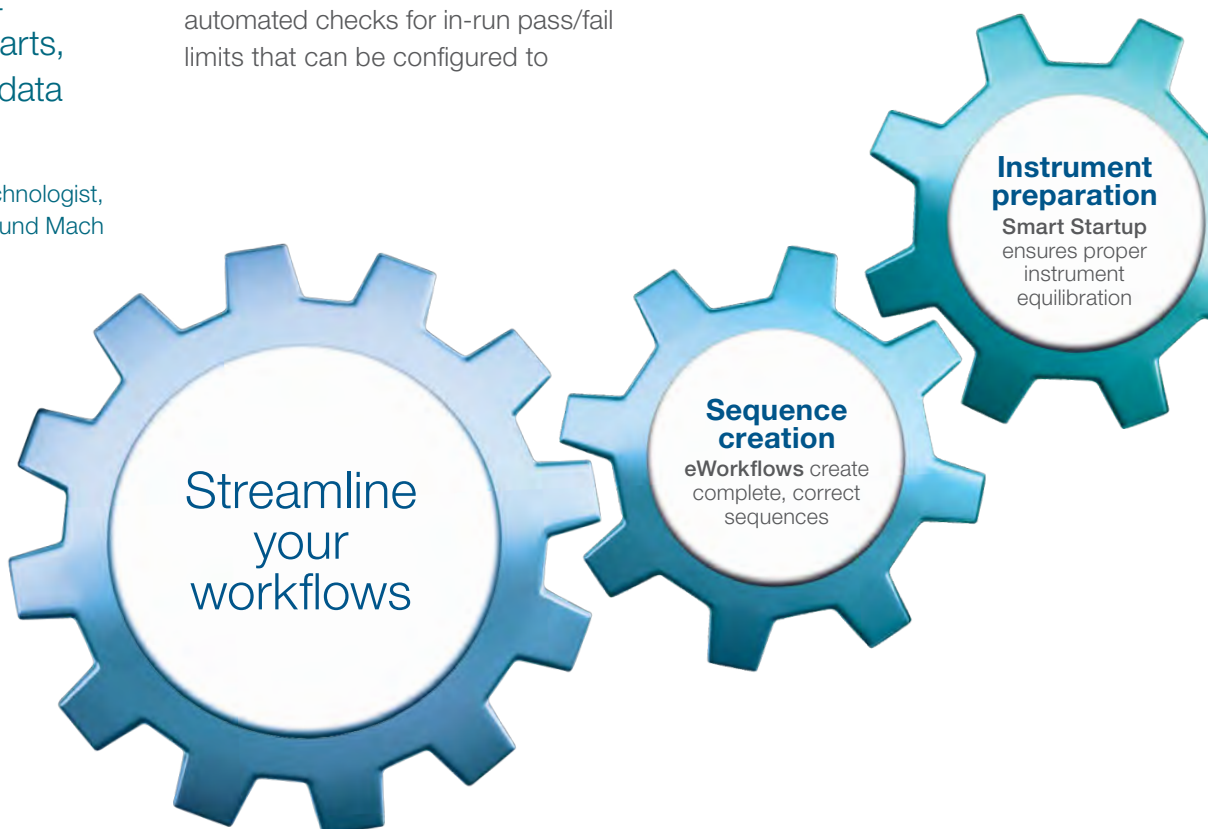 arts,
data
chnologist,
und Mach
automated checks for in-run pass/fail
limits that can be configured to
Streamline
your
workflows
Sequence
creation
eWorkflows create
complete, correct
sequences
Instrument
preparation
Smart Startup
ensures proper
instrument
equilibration